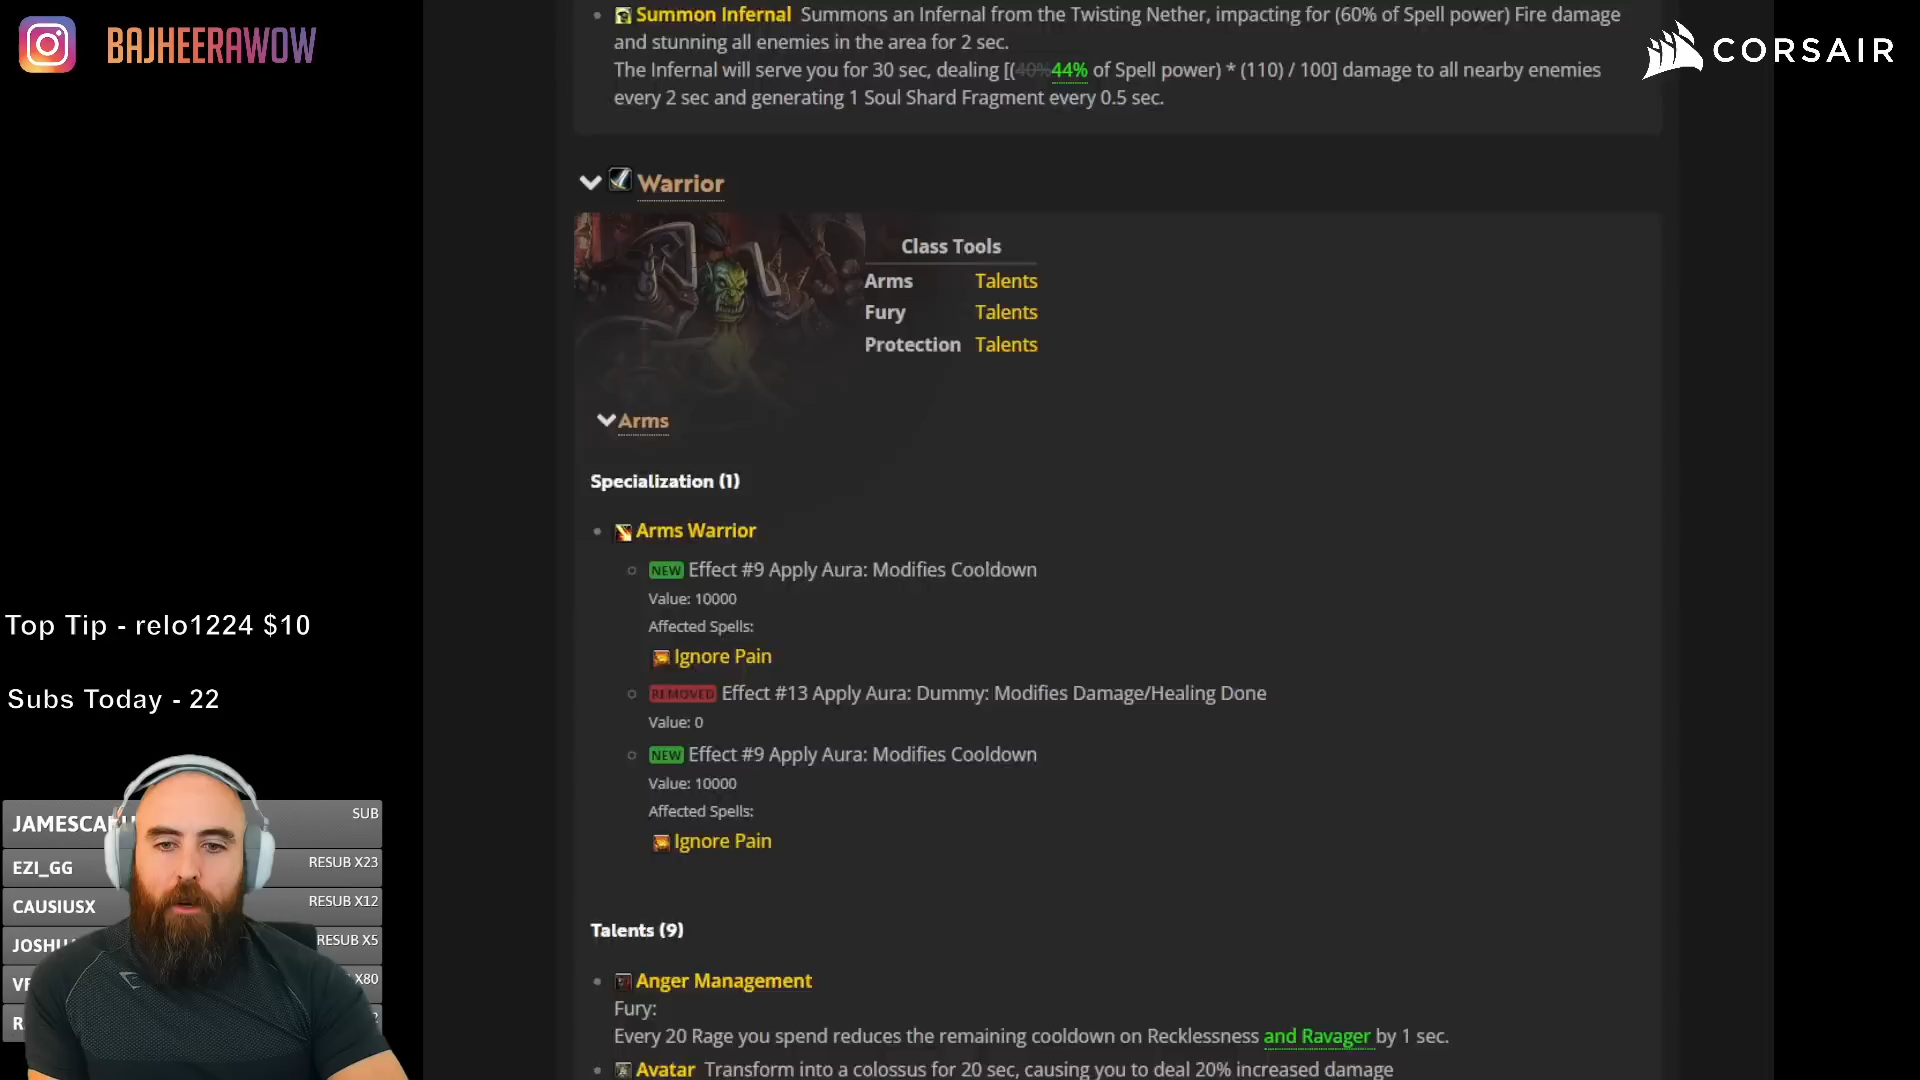 BAJHEERAWOW
CORSAIR
Summon Infernal Summons an Infernal from the Twisting Nether, impacting for (60% of Spell power) Fire damage
and stunning all enemies in the area for 2 sec.
The Infernal will serve you for 30 sec, dealing [(40%44% of Spell power) * (110) / 100] damage to all nearby enemies
every 2 sec and generating 1 Soul Shard Fragment every 0.5 sec.
Warrior
Class Tools
Arms Talents
Fury Talents
Protection Talents
Arms
Specialization (1)
Arms Warrior
NEW Effect #9 Apply Aura: Modifies Cooldown
Value: 10000
Affected Spells:
Ignore Pain
REMOVED Effect #13 Apply Aura: Dummy: Modifies Damage/Healing Done
Value: 0
NEW Effect #9 Apply Aura: Modifies Cooldown
Value: 10000
Affected Spells:
Ignore Pain
Talents (9)
Anger Management
Fury:
Every 20 Rage you spend reduces the remaining cooldown on Recklessness and Ravager by 1 sec.
Avatar Transform into a colossus for 20 sec, causing you to deal 20% increased damage
Top Tip - relo1224 $10
Subs Today - 22
SUB
EZI_GG RESUB X23
CAUSIUSX RESUB X12
RESUB X5
X80